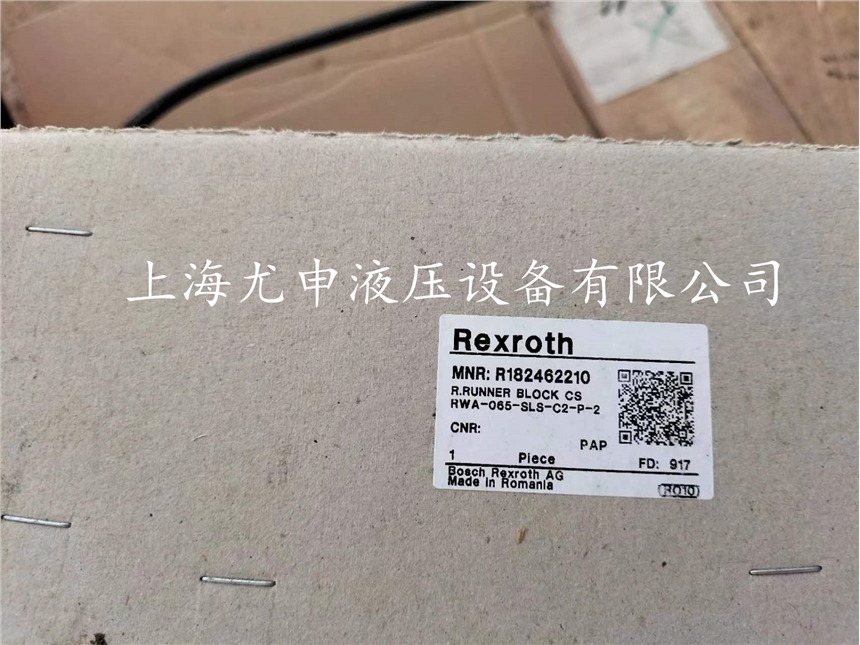 上海尤申液压设备有限公司
Rexroth
MNR: R182462210
R.RUNNER BLOCK CS
RWA-065-SLS-C2-P-2
CNR:
PAP
1 Piece FD: 917
Bosch Rexroth AG
Made in Romania
RO10